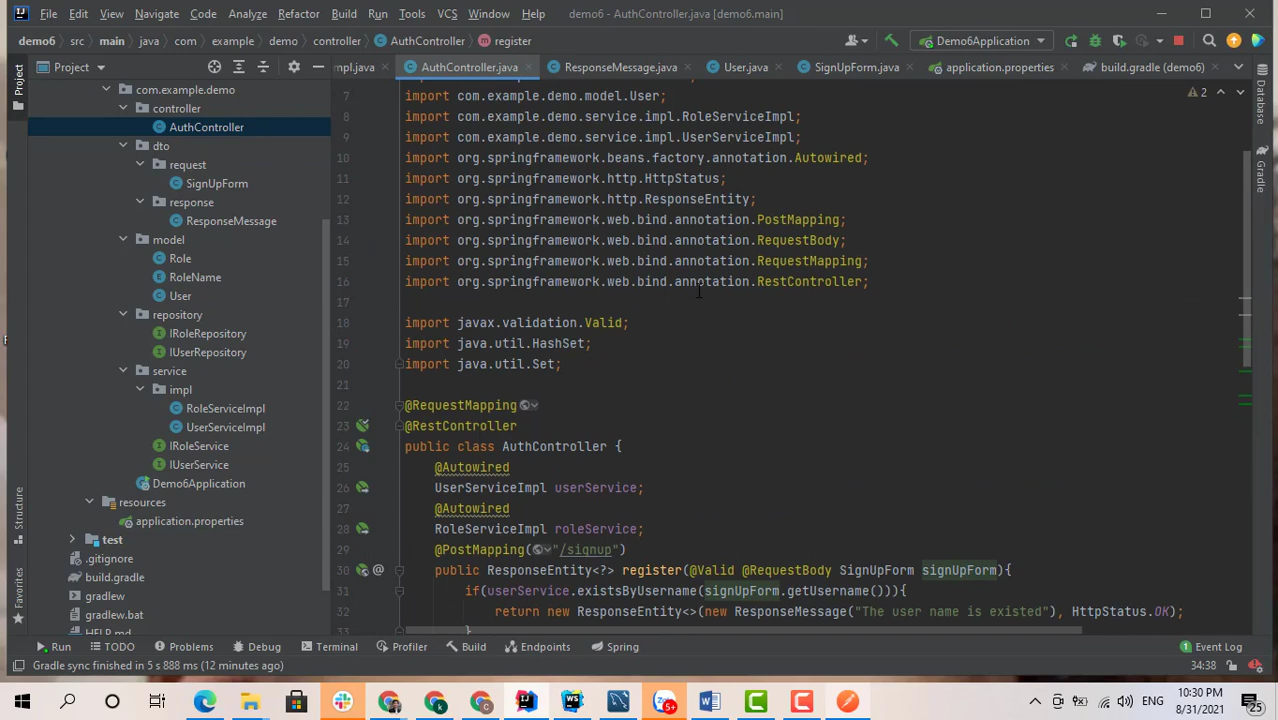 File Edit View Navigate Code Analyze Refactor Build Run Tools VCS Window Help demo6 - AuthController.java [demo6.main]
demo6 src main java com example demo controller AuthController register Demo6Application
Project mpl.java AuthController.java ResponseMessage.java User.java SignUpForm.java application.properties build.gradle (demo6)
Project
Structure
Favorites
Database
Gradle
com.example.demo
controller
AuthController
dto
request
SignUpForm
response
ResponseMessage
model
Role
RoleName
User
repository
IRoleRepository
IUserRepository
service
impl
RoleServiceImpl
UserServiceImpl
IRoleService
IUserService
Demo6Application
resources
application.properties
test
.gitignore
build.gradle
gradlew
gradlew.bat
HELP.md
2
7 import com.example.demo.model.User;
8 import com.example.demo.service.impl.RoleServiceImpl;
9 import com.example.demo.service.impl.UserServiceImpl;
10 import org.springframework.beans.factory.annotation.Autowired;
11 import org.springframework.http.HttpStatus;
12 import org.springframework.http.ResponseEntity;
13 import org.springframework.web.bind.annotation.PostMapping;
14 import org.springframework.web.bind.annotation.RequestBody;
15 import org.springframework.web.bind.annotation.RequestMapping;
16 import org.springframework.web.bind.annotation.RestController;
17
18 import javax.validation.Valid;
19 import java.util.HashSet;
20 import java.util.Set;
21
22 @RequestMapping
23 @RestController
24 public class AuthController {
25 @Autowired
26 UserServiceImpl userService;
27 @Autowired
28 RoleServiceImpl roleService;
29 @PostMapping("/signup")
30 @ public ResponseEntity<?> register(@Valid @RequestBody SignUpForm signUpForm){
31 if(userService.existsByUsername(signUpForm.getUsername())){
32 return new ResponseEntity<>(new ResponseMessage("The user name is existed"), HttpStatus.OK);
33 }
Run TODO Problems Debug Terminal Profiler Build Endpoints Spring Event Log
Gradle sync finished in 5 s 888 ms (12 minutes ago) 34:38
5+ ENG 10:30 PM
8/31/2021 25